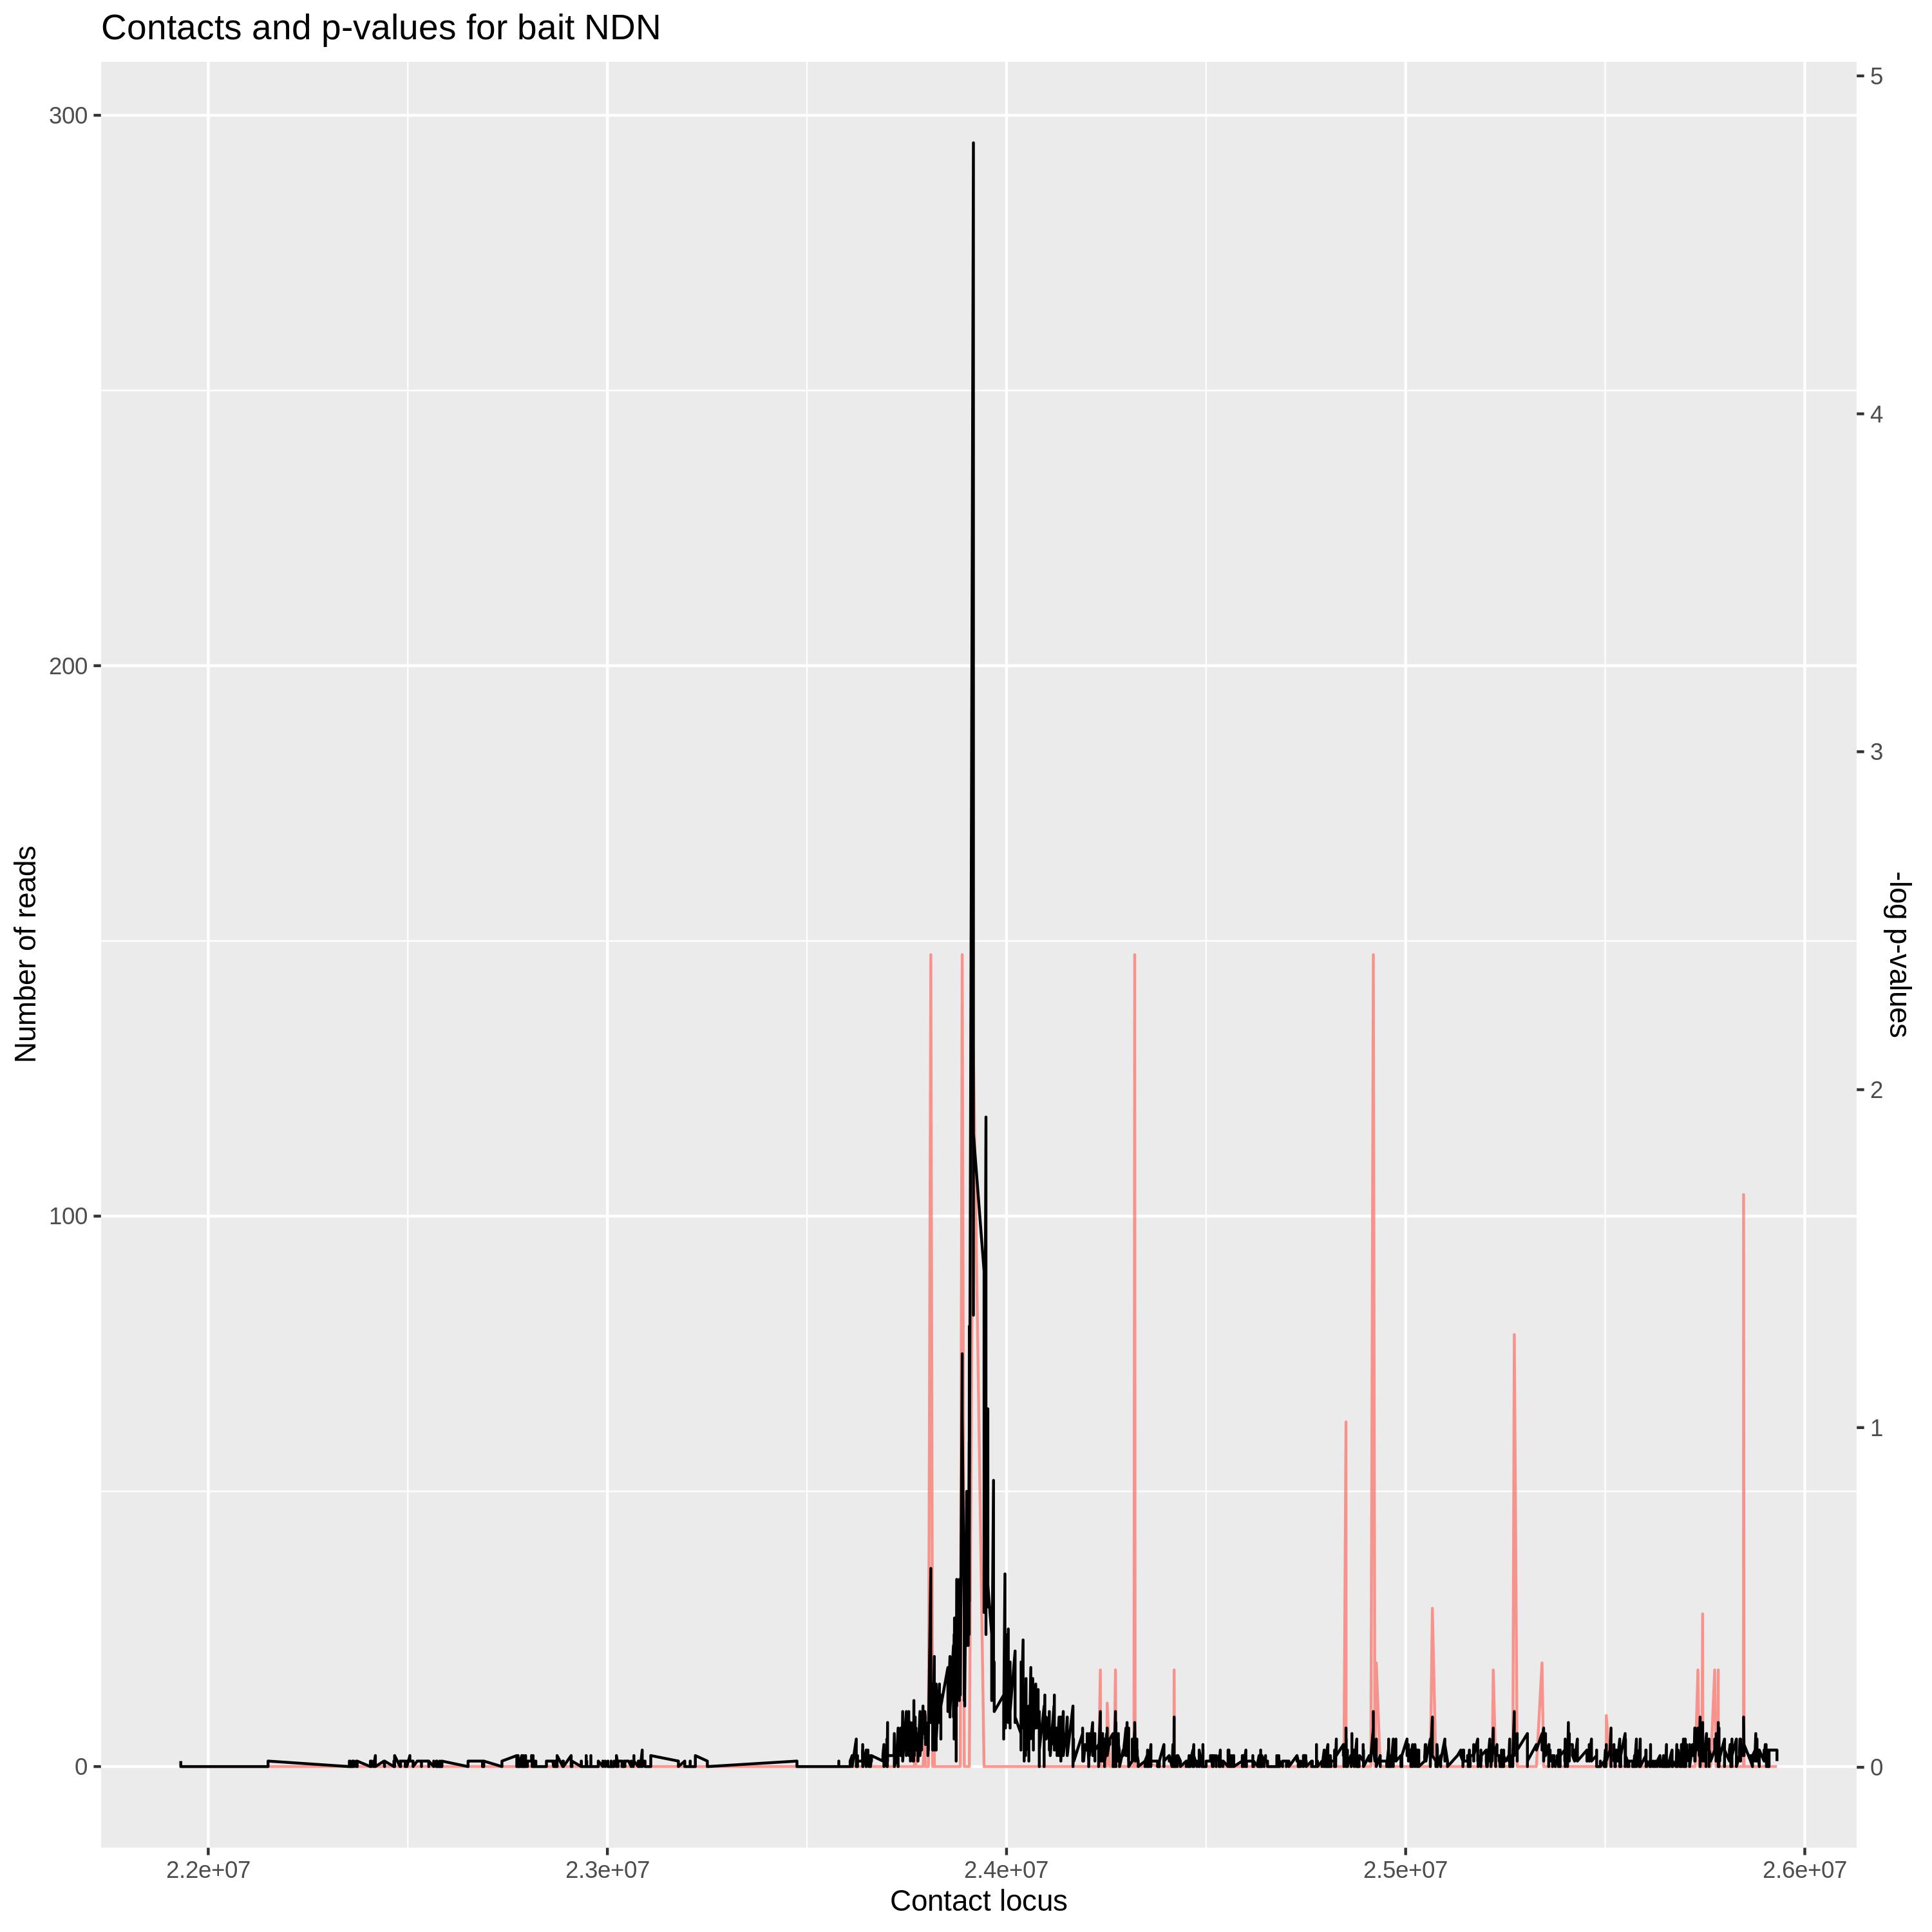 Contacts and p-values for bait NDN
300
200
100
0
Number of reads
5
4
3
2
1
0
-log p-values
2.2e+07 2.3e+07 2.4e+07 2.5e+07 2.6e+07
Contact locus